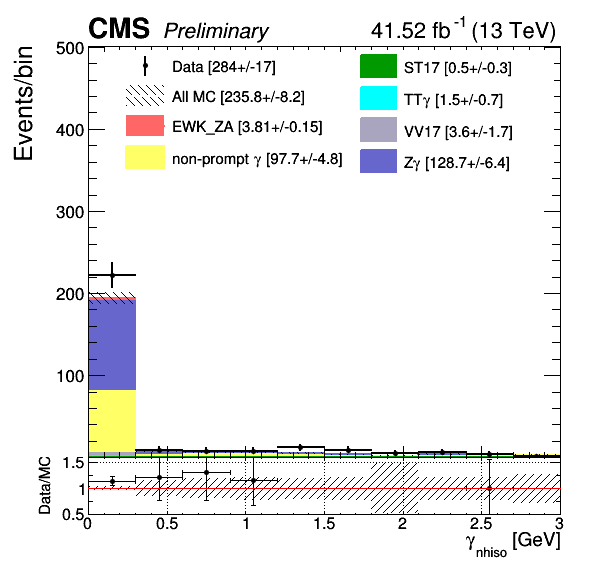 CMS Preliminary 41.52 fb⁻¹ (13 TeV)
Events/bin
500
400
300
200
100
Data [284+/-17]
All MC [235.8+/-8.2]
EWK_ZA [3.81+/-0.15]
non-prompt γ [97.7+/-4.8]
ST17 [0.5+/-0.3]
TTγ [1.5+/-0.7]
VV17 [3.6+/-1.7]
Zγ [128.7+/-6.4]
Data/MC
1.5
1
0.5
0 0.5 1 1.5 2 2.5 3
γnhiso [GeV]